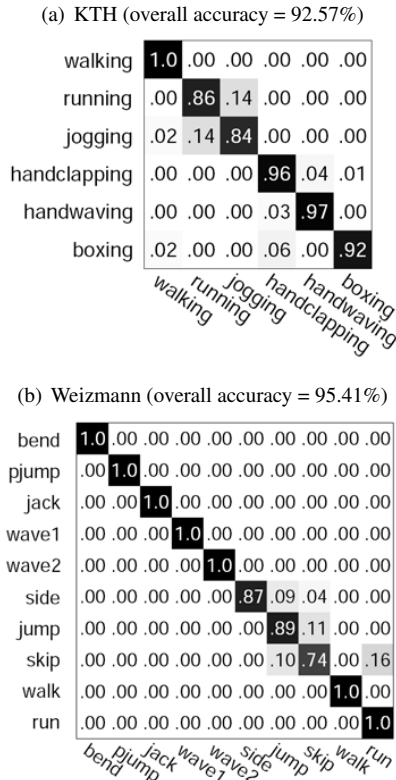 (a) KTH (overall accuracy = 92.57%)
walking 1.0 .00 .00 .00 .00 .00
running .00 .86 .14 .00 .00 .00
jogging .02 .14 .84 .00 .00 .00
handclapping .00 .00 .00 .96 .04 .01
handwaving .00 .00 .00 .03 .97 .00
boxing .02 .00 .00 .06 .00 .92
walking running jogging handclapping handwaving boxing
(b) Weizmann (overall accuracy = 95.41%)
bend 1.0 .00 .00 .00 .00 .00 .00 .00 .00 .00
pjump .00 1.0 .00 .00 .00 .00 .00 .00 .00 .00
jack .00 .00 1.0 .00 .00 .00 .00 .00 .00 .00
wave1 .00 .00 .00 1.0 .00 .00 .00 .00 .00 .00
wave2 .00 .00 .00 .00 1.0 .00 .00 .00 .00 .00
side .00 .00 .00 .00 .00 .87 .09 .04 .00 .00
jump .00 .00 .00 .00 .00 .00 .89 .11 .00 .00
skip .00 .00 .00 .00 .00 .00 .10 .74 .00 .16
walk .00 .00 .00 .00 .00 .00 .00 .00 1.0 .00
run .00 .00 .00 .00 .00 .00 .00 .00 .00 1.0
bend pjump jack wave1 wave2 side jump skip walk run